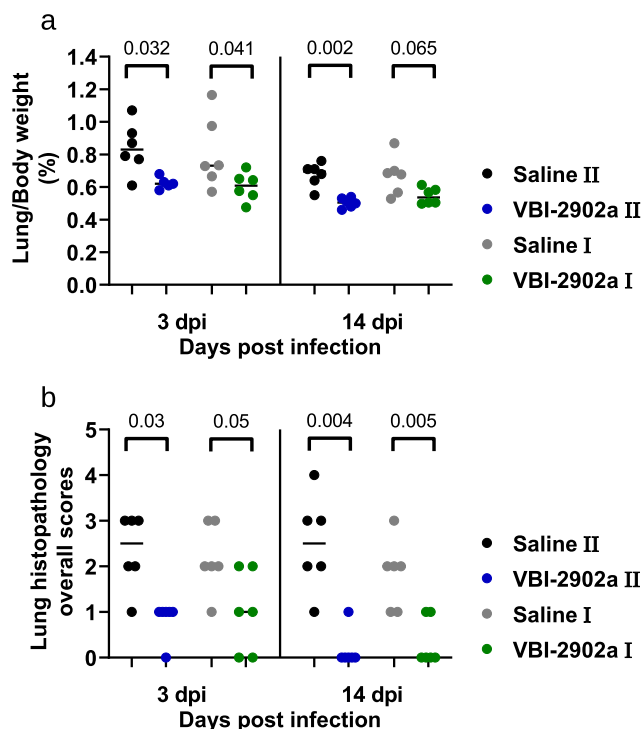 a
0.032
0.041
0.002
0.065
1.4
1.2
1.0
0.8
0.6
0.4
0.2
0.0
Lung/Body weight
(%)
3 dpi
14 dpi
Days post infection
Saline II
VBI-2902a II
Saline I
VBI-2902a I
b
0.03
0.05
0.004
0.005
5
4
3
2
1
0
Lung histopathology
overall scores
3 dpi
14 dpi
Days post infection
Saline II
VBI-2902a II
Saline I
VBI-2902a I